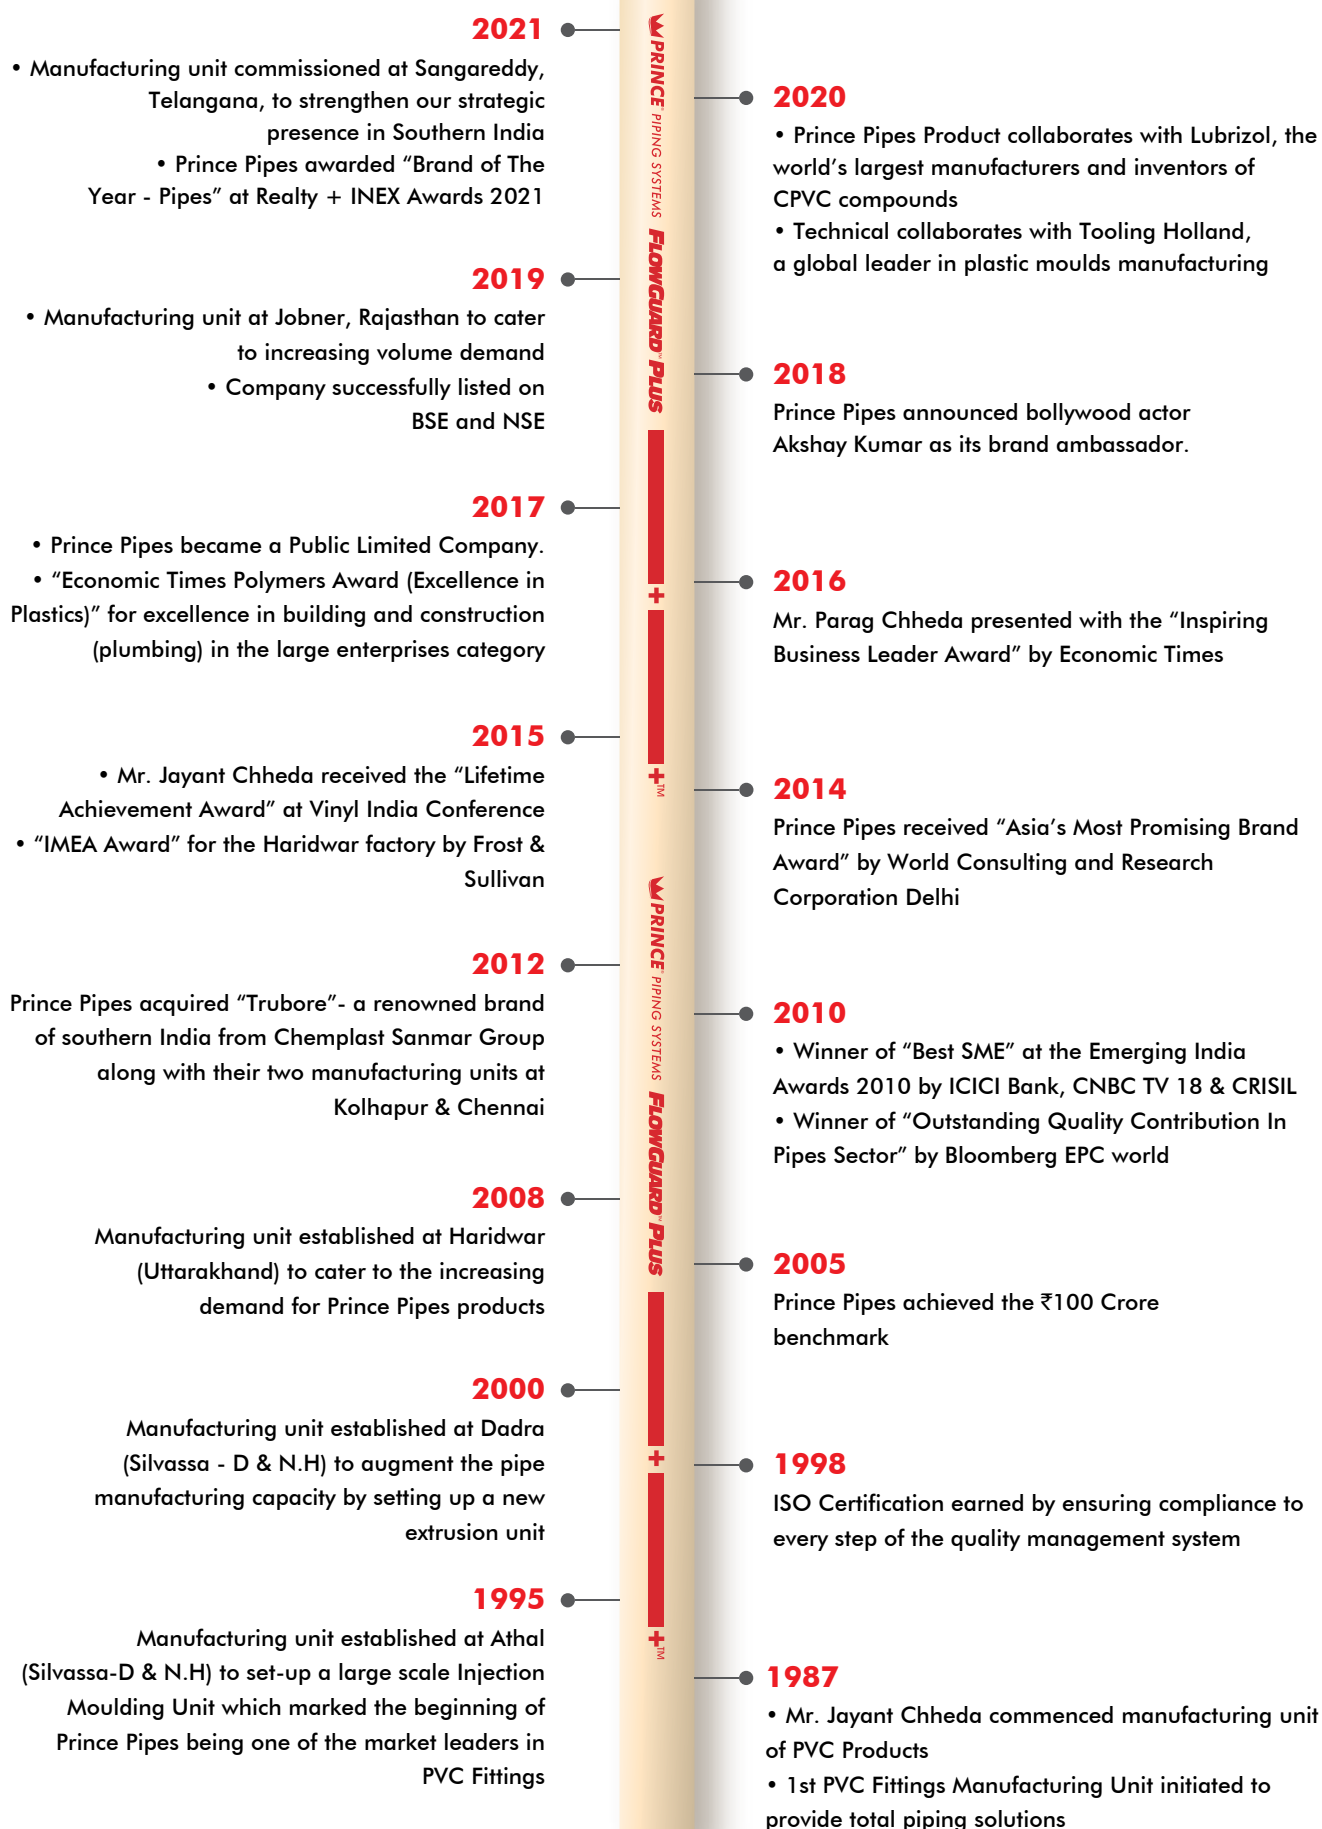 2021
• Manufacturing unit commissioned at Sangareddy,
Telangana, to strengthen our strategic
presence in Southern India
• Prince Pipes awarded “Brand of The
Year - Pipes” at Realty + INEX Awards 2021
2020
• Prince Pipes Product collaborates with Lubrizol, the
world’s largest manufacturers and inventors of
CPVC compounds
• Technical collaborates with Tooling Holland,
a global leader in plastic moulds manufacturing
2019
• Manufacturing unit at Jobner, Rajasthan to cater
to increasing volume demand
• Company successfully listed on
BSE and NSE
2018
Prince Pipes announced bollywood actor
Akshay Kumar as its brand ambassador.
2017
• Prince Pipes became a Public Limited Company.
• “Economic Times Polymers Award (Excellence in
Plastics)” for excellence in building and construction
(plumbing) in the large enterprises category
2016
Mr. Parag Chheda presented with the “Inspiring
Business Leader Award” by Economic Times
2015
• Mr. Jayant Chheda received the “Lifetime
Achievement Award” at Vinyl India Conference
• “IMEA Award” for the Haridwar factory by Frost &
Sullivan
2014
Prince Pipes received “Asia’s Most Promising Brand
Award” by World Consulting and Research
Corporation Delhi
2012
Prince Pipes acquired “Trubore”- a renowned brand
of southern India from Chemplast Sanmar Group
along with their two manufacturing units at
Kolhapur & Chennai
2010
• Winner of “Best SME” at the Emerging India
Awards 2010 by ICICI Bank, CNBC TV 18 & CRISIL
• Winner of “Outstanding Quality Contribution In
Pipes Sector” by Bloomberg EPC world
2008
Manufacturing unit established at Haridwar
(Uttarakhand) to cater to the increasing
demand for Prince Pipes products
2005
Prince Pipes achieved the ₹100 Crore
benchmark
2000
Manufacturing unit established at Dadra
(Silvassa - D & N.H) to augment the pipe
manufacturing capacity by setting up a new
extrusion unit
1998
ISO Certification earned by ensuring compliance to
every step of the quality management system
1995
Manufacturing unit established at Athal
(Silvassa-D & N.H) to set-up a large scale Injection
Moulding Unit which marked the beginning of
Prince Pipes being one of the market leaders in
PVC Fittings
1987
• Mr. Jayant Chheda commenced manufacturing unit
of PVC Products
• 1st PVC Fittings Manufacturing Unit initiated to
provide total piping solutions
PRINCE PIPING SYSTEMS FLOWGUARD™ PLUS ++™
PRINCE PIPING SYSTEMS FLOWGUARD™ PLUS ++™